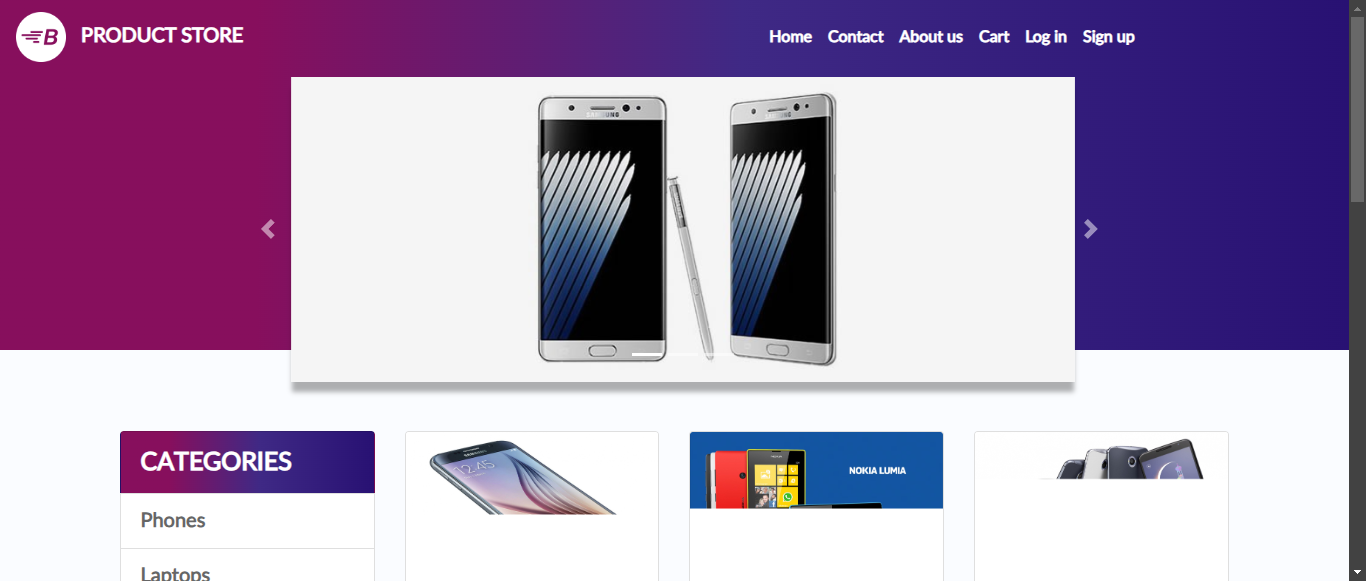 B PRODUCT STORE
Home Contact About us Cart Log in Sign up
SAMSUNG
SAMSUNG
CATEGORIES
Phones
Laptops
12:45
NOKIA LUMIA